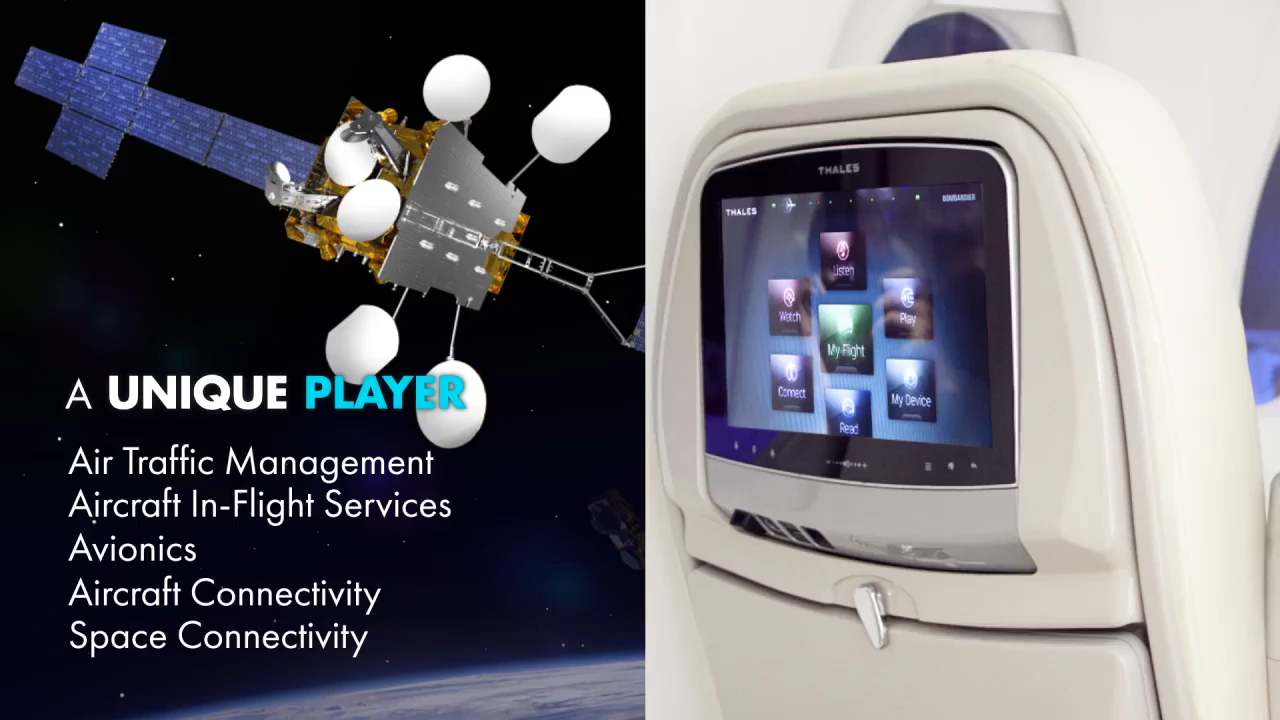 A UNIQUE PLAYER
Air Traffic Management
Aircraft In-Flight Services
Avionics
Aircraft Connectivity
Space Connectivity
THALES
THALES
BOMBARDIER
Listen
Watch
Play
My Flight
Connect
My Device
Read